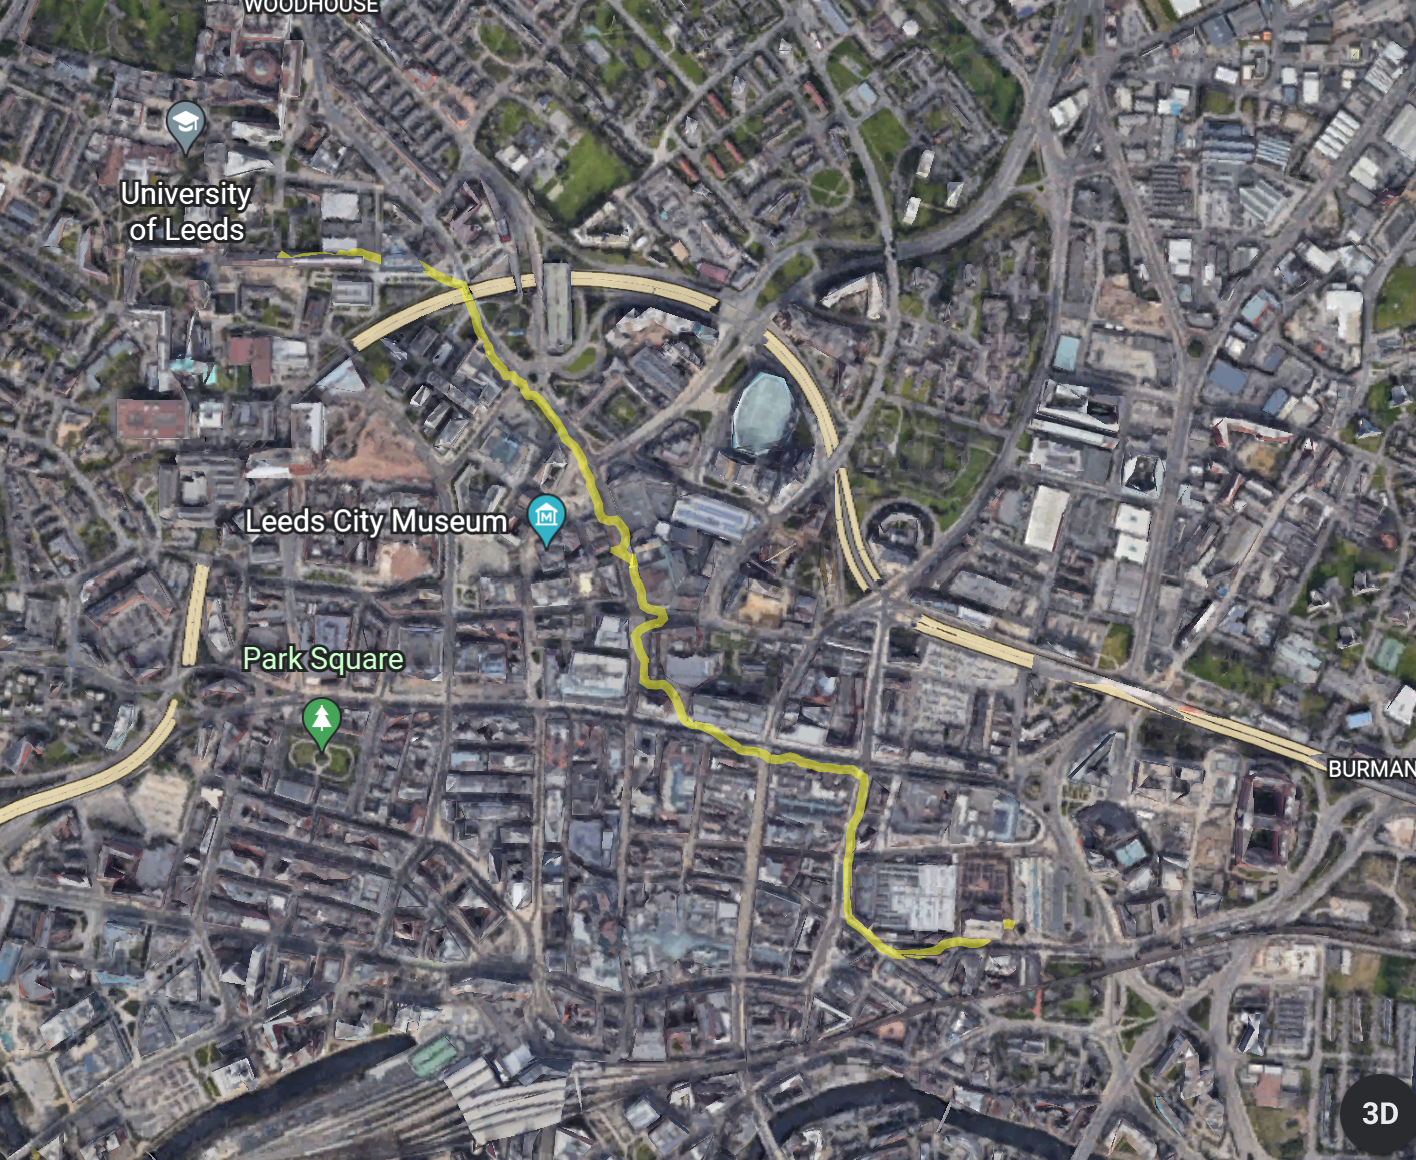 WOODHOUSE
University
of Leeds
Leeds City Museum
Park Square
BURMAN
3D